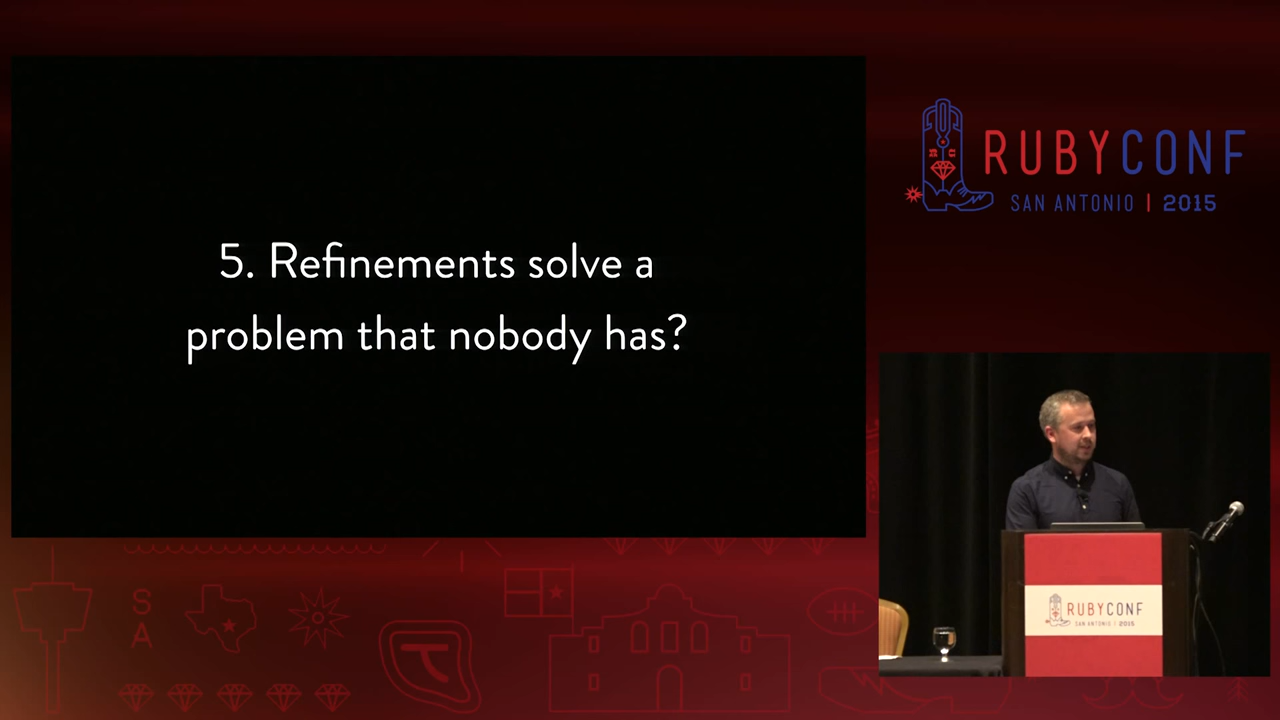 5. Refinements solve a
problem that nobody has?
RUBYCONF
SAN ANTONIO | 2015
S
A
RUBYCONF
SAN ANTONIO | 2015